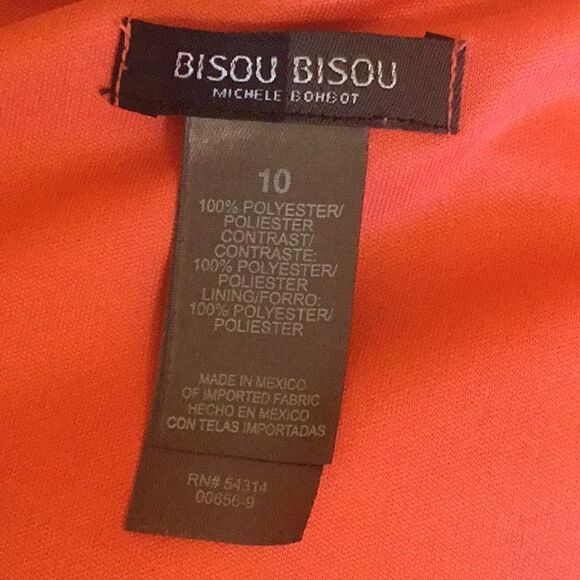 BISOU BISOU
MICHELE BOHBOT
10
100% POLYESTER/
POLIESTER
CONTRAST/
CONTRASTE:
100% POLYESTER/
POLIESTER
LINING/FORRO:
100% POLYESTER/
POLIESTER
MADE IN MEXICO
OF IMPORTED FABRIC
HECHO EN MEXICO
CON TELAS IMPORTADAS
RN# 54314
00656-9